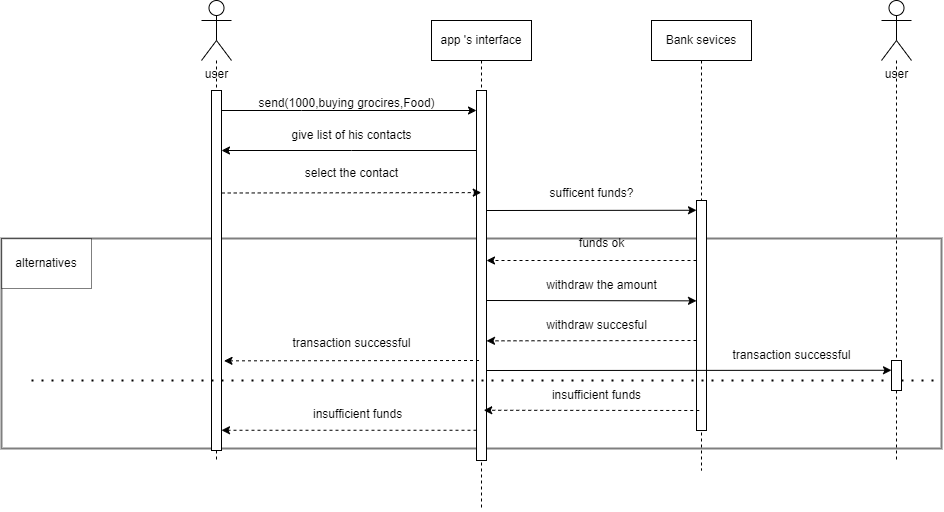 app 's interface
Bank sevices
user
user
send(1000,buying grocires,Food)
give list of his contacts
select the contact
sufficent funds?
funds ok
alternatives
withdraw the amount
withdraw succesful
transaction successful
transaction successful
insufficient funds
insufficient funds